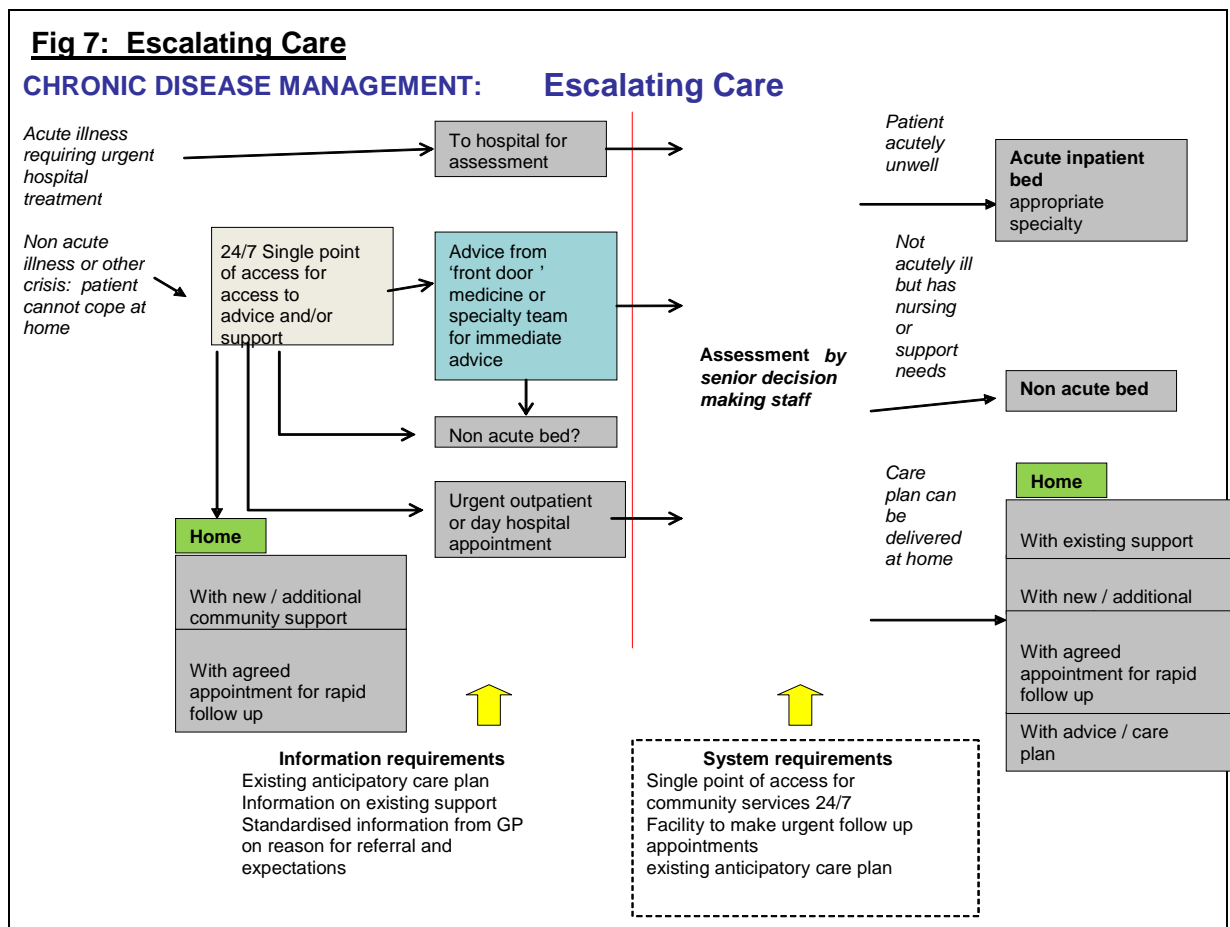 Fig 7: Escalating Care
CHRONIC DISEASE MANAGEMENT: Escalating Care
Acute illness
requiring urgent
hospital
treatment
To hospital for
assessment
Patient
acutely
unwell
Acute inpatient
bed
appropriate
specialty
Non acute
illness or other
crisis: patient
cannot cope at
home
24/7 Single point
of access for
access to
advice and/or
support
Advice from
‘front door ’
medicine or
specialty team
for immediate
advice
Not
acutely ill
but has
nursing
or
support
needs
Assessment by
senior decision
making staff
Non acute bed
Non acute bed?
Urgent outpatient
or day hospital
appointment
Care
plan can
be
delivered
at home
Home
With new / additional
community support
With agreed
appointment for rapid
follow up
Home
With existing support
With new / additional
With agreed
appointment for rapid
follow up
With advice / care
plan
Information requirements
Existing anticipatory care plan
Information on existing support
Standardised information from GP
on reason for referral and
expectations
System requirements
Single point of access for
community services 24/7
Facility to make urgent follow up
appointments
existing anticipatory care plan